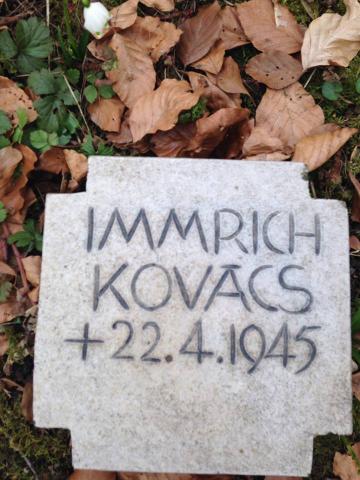 IMMRICH
KOVÁCS
+ 22.4.1945